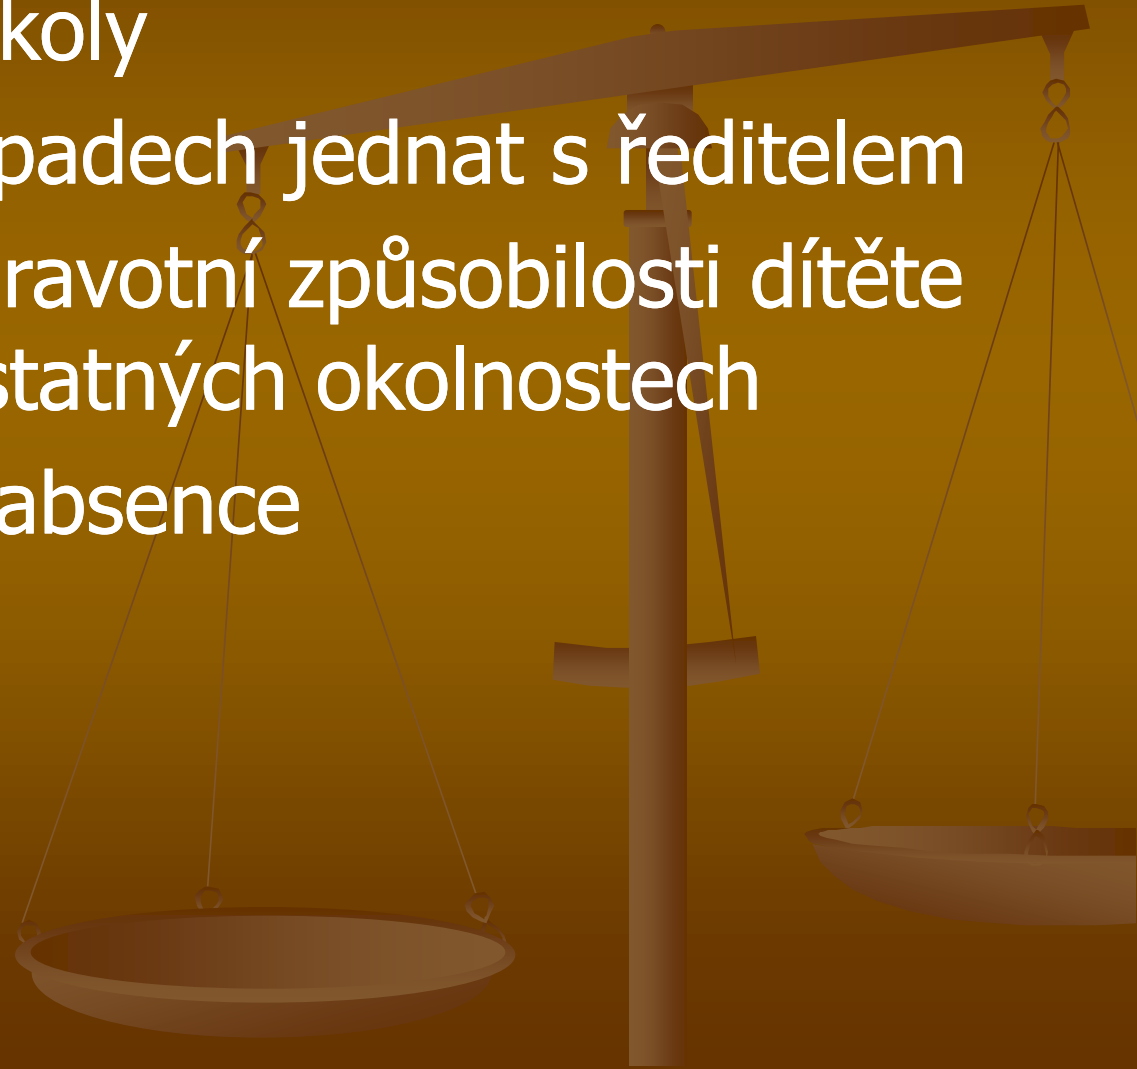 koly
padech jednat s ředitelem
ravotní způsobilosti dítěte
statných okolnostech
absence